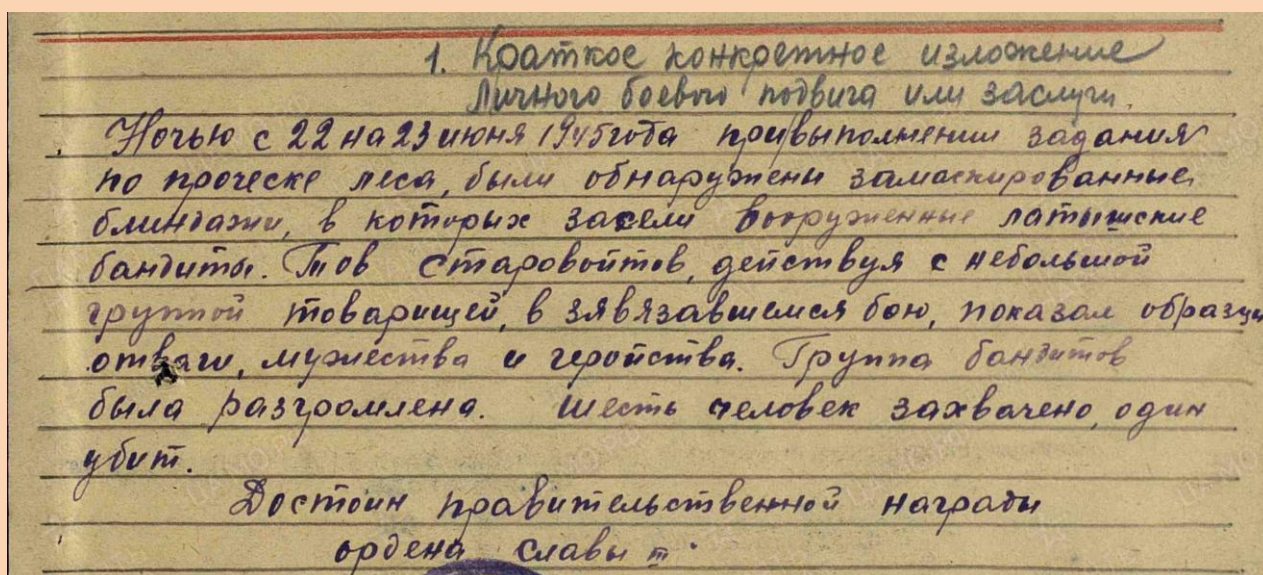 1. Краткое конкретное изложение
личного боевого подвига или заслуги.
Ночью с 22 на 23 июня 1945 года при выполнении задания
по проческе леса, были обнаружены замаскированные
блиндажи, в которых засели вооруженные латышские
бандиты. Тов Старовойтов, действуя с небольшой
группой товарищей, в зявязавшемся бою, показал образцы
отваги, мужества и геройства. Группа бандитов
была разгромлена. Шесть человек захвачено, один
убит.
Достоин правительственной награды
ордена славы